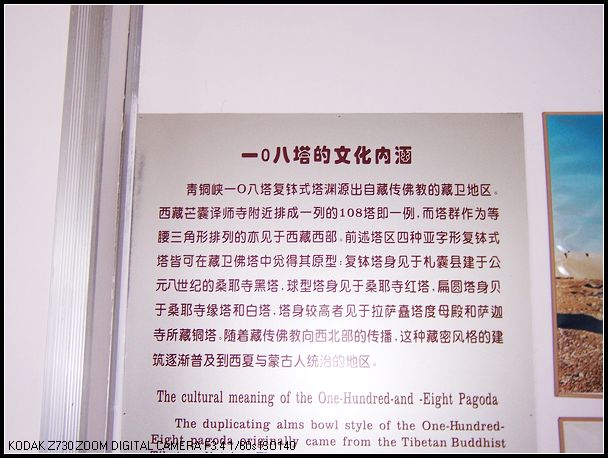 一0八塔的文化内涵
青铜峡一O八塔复钵式塔渊源出自藏传佛教的藏卫地区。
西藏芒囊译师寺附近排成一列的108塔即一例,而塔群作为等
腰三角形排列的亦见于西藏西部。前述塔区四种亚字形复钵式
塔皆可在藏卫佛塔中觅得其原型:复钵塔身见于札囊县建于公
元八世纪的桑耶寺黑塔,球型塔身见于桑耶寺红塔,扁圆塔身见
于桑耶寺缘塔和白塔,塔身较高者见于拉萨矗塔度母殿和萨迦
寺所藏铜塔。随着藏传佛教向西北部的传播,这种藏密风格的建
筑逐渐普及到西夏与蒙古人统治的地区。
The cultural meaning of the One-Hundred-and -Eight Pagoda
The duplicating alms bowl style of the One-Hundred-
Eight pagoda originally came from the Tibetan Buddhist
KODAK Z730 ZOOM DIGITAL CAMERA F3.4 1/60s ISO140